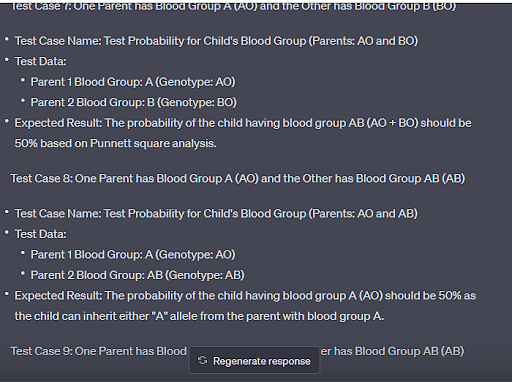 Test Case 7: One Parent has Blood Group A (AO) and the Other has Blood Group B (BO)
• Test Case Name: Test Probability for Child's Blood Group (Parents: AO and BO)
• Test Data:
• Parent 1 Blood Group: A (Genotype: AO)
• Parent 2 Blood Group: B (Genotype: BO)
• Expected Result: The probability of the child having blood group AB (AO + BO) should be
50% based on Punnett square analysis.
Test Case 8: One Parent has Blood Group A (AO) and the Other has Blood Group AB (AB)
• Test Case Name: Test Probability for Child's Blood Group (Parents: AO and AB)
• Test Data:
• Parent 1 Blood Group: A (Genotype: AO)
• Parent 2 Blood Group: AB (Genotype: AB)
• Expected Result: The probability of the child having blood group A (AO) should be 50% as
the child can inherit either "A" allele from the parent with blood group A.
Test Case 9: One Parent has Blood er has Blood Group AB (AB)
Regenerate response